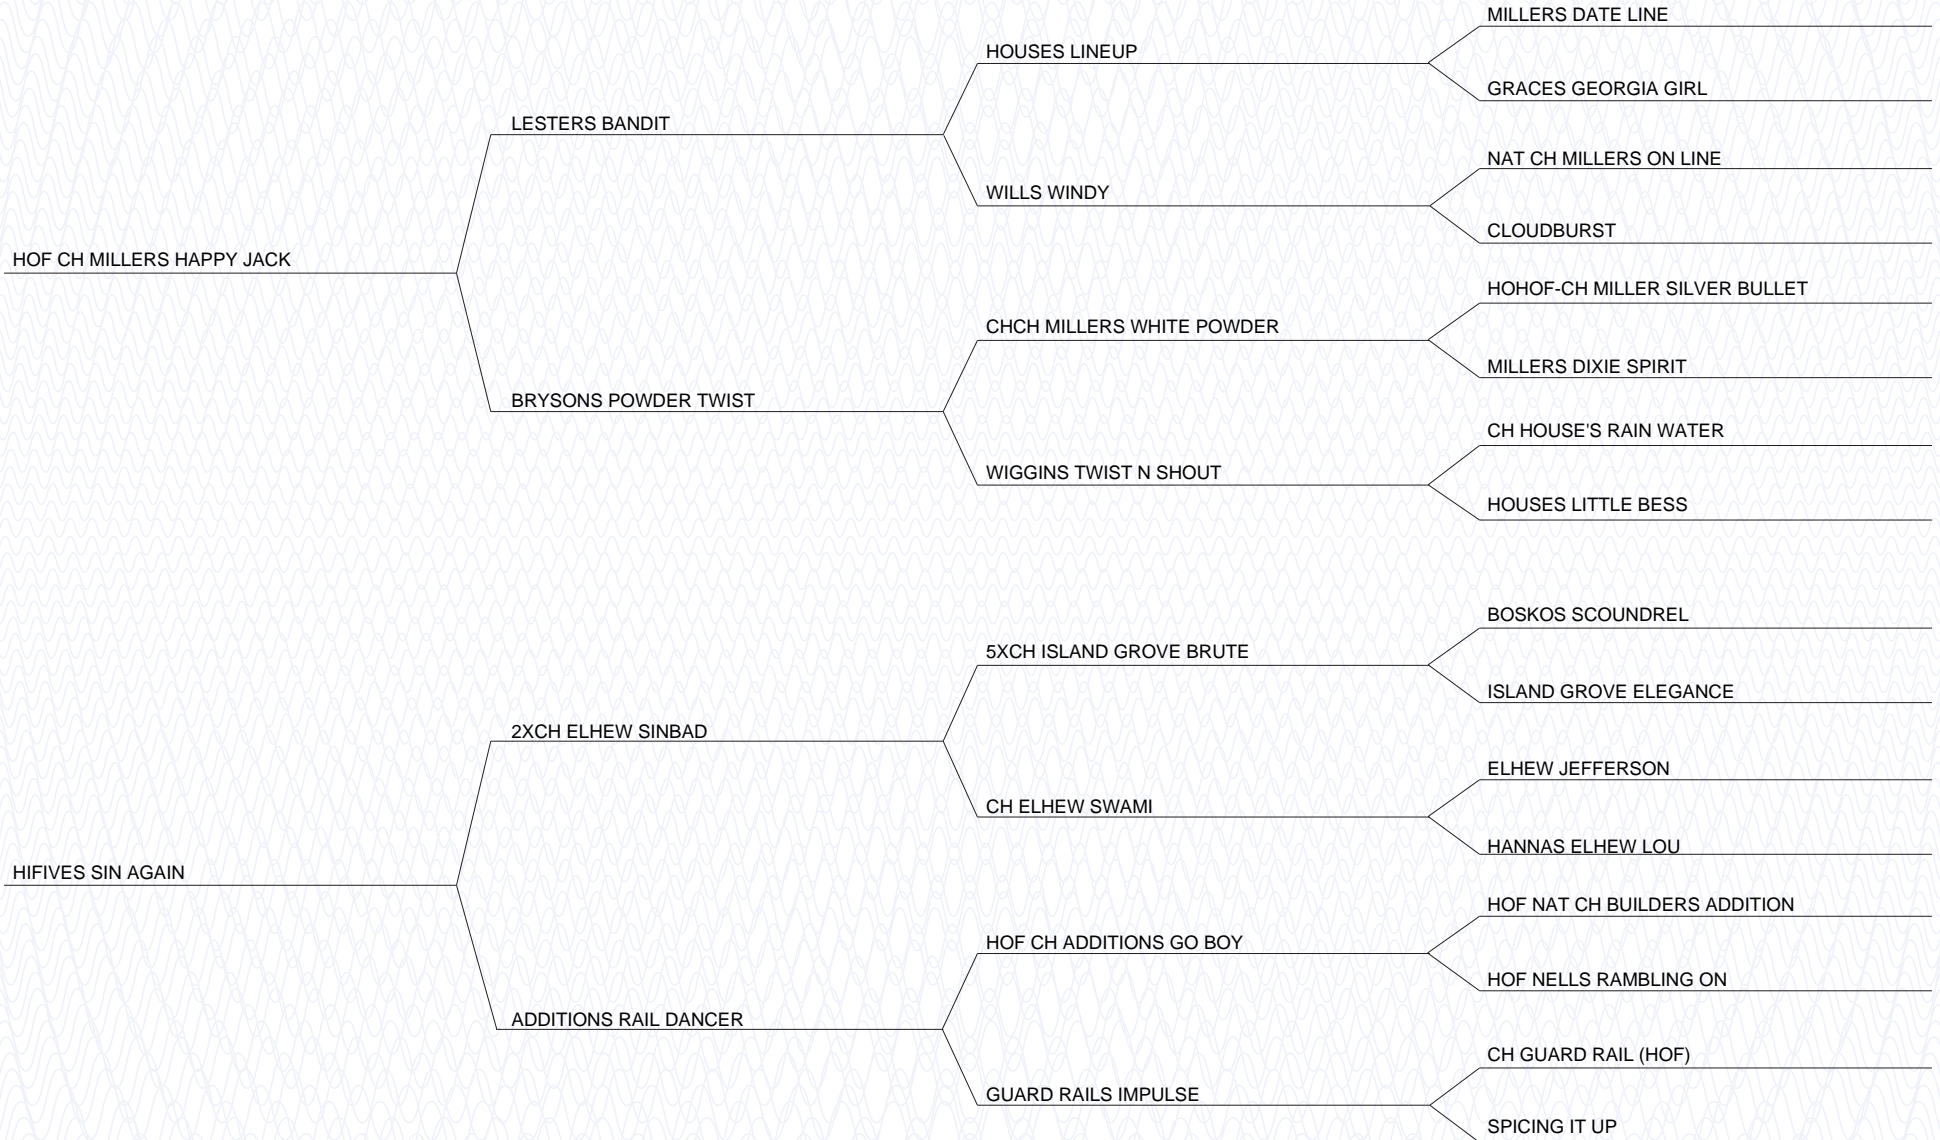 MILLERS DATE LINE
HOUSES LINEUP
GRACES GEORGIA GIRL
LESTERS BANDIT
NAT CH MILLERS ON LINE
WILLS WINDY
CLOUDBURST
HOF CH MILLERS HAPPY JACK
HOHOF-CH MILLER SILVER BULLET
CHCH MILLERS WHITE POWDER
MILLERS DIXIE SPIRIT
BRYSONS POWDER TWIST
CH HOUSE'S RAIN WATER
WIGGINS TWIST N SHOUT
HOUSES LITTLE BESS
BOSKOS SCOUNDREL
5XCH ISLAND GROVE BRUTE
ISLAND GROVE ELEGANCE
2XCH ELHEW SINBAD
ELHEW JEFFERSON
CH ELHEW SWAMI
HANNAS ELHEW LOU
HIFIVES SIN AGAIN
HOF NAT CH BUILDERS ADDITION
HOF CH ADDITIONS GO BOY
HOF NELLS RAMBLING ON
ADDITIONS RAIL DANCER
CH GUARD RAIL (HOF)
GUARD RAILS IMPULSE
SPICING IT UP